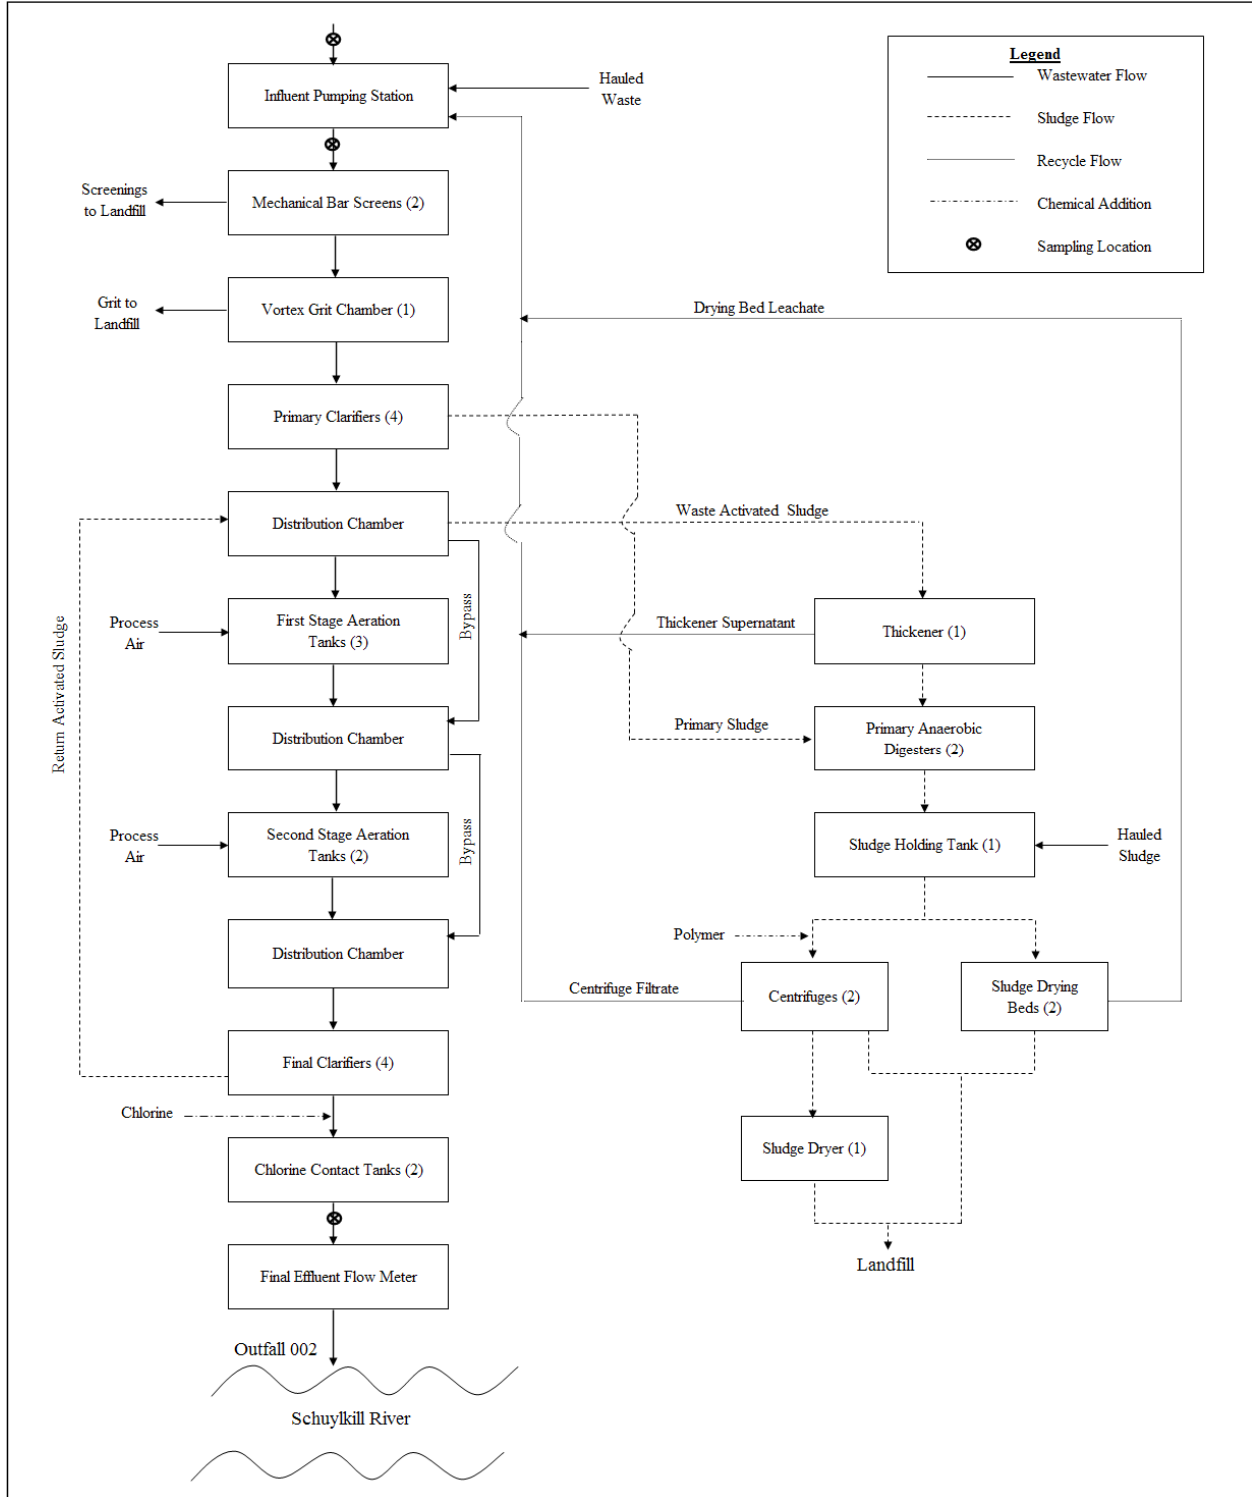 Legend
Wastewater Flow
Sludge Flow
Recycle Flow
Chemical Addition
Sampling Location
Hauled
Waste
Influent Pumping Station
Screenings
to Landfill
Mechanical Bar Screens (2)
Grit to
Landfill
Vortex Grit Chamber (1)
Drying Bed Leachate
Primary Clarifiers (4)
Distribution Chamber
Waste Activated Sludge
Return Activated Sludge
Process
Air
First Stage Aeration
Tanks (3)
Bypass
Thickener Supernatant
Thickener (1)
Distribution Chamber
Primary Sludge
Primary Anaerobic
Digesters (2)
Process
Air
Second Stage Aeration
Tanks (2)
Bypass
Sludge Holding Tank (1)
Hauled
Sludge
Distribution Chamber
Polymer
Centrifuge Filtrate
Centrifuges (2)
Sludge Drying
Beds (2)
Final Clarifiers (4)
Chlorine
Chlorine Contact Tanks (2)
Sludge Dryer (1)
Final Effluent Flow Meter
Landfill
Outfall 002
Schuylkill River